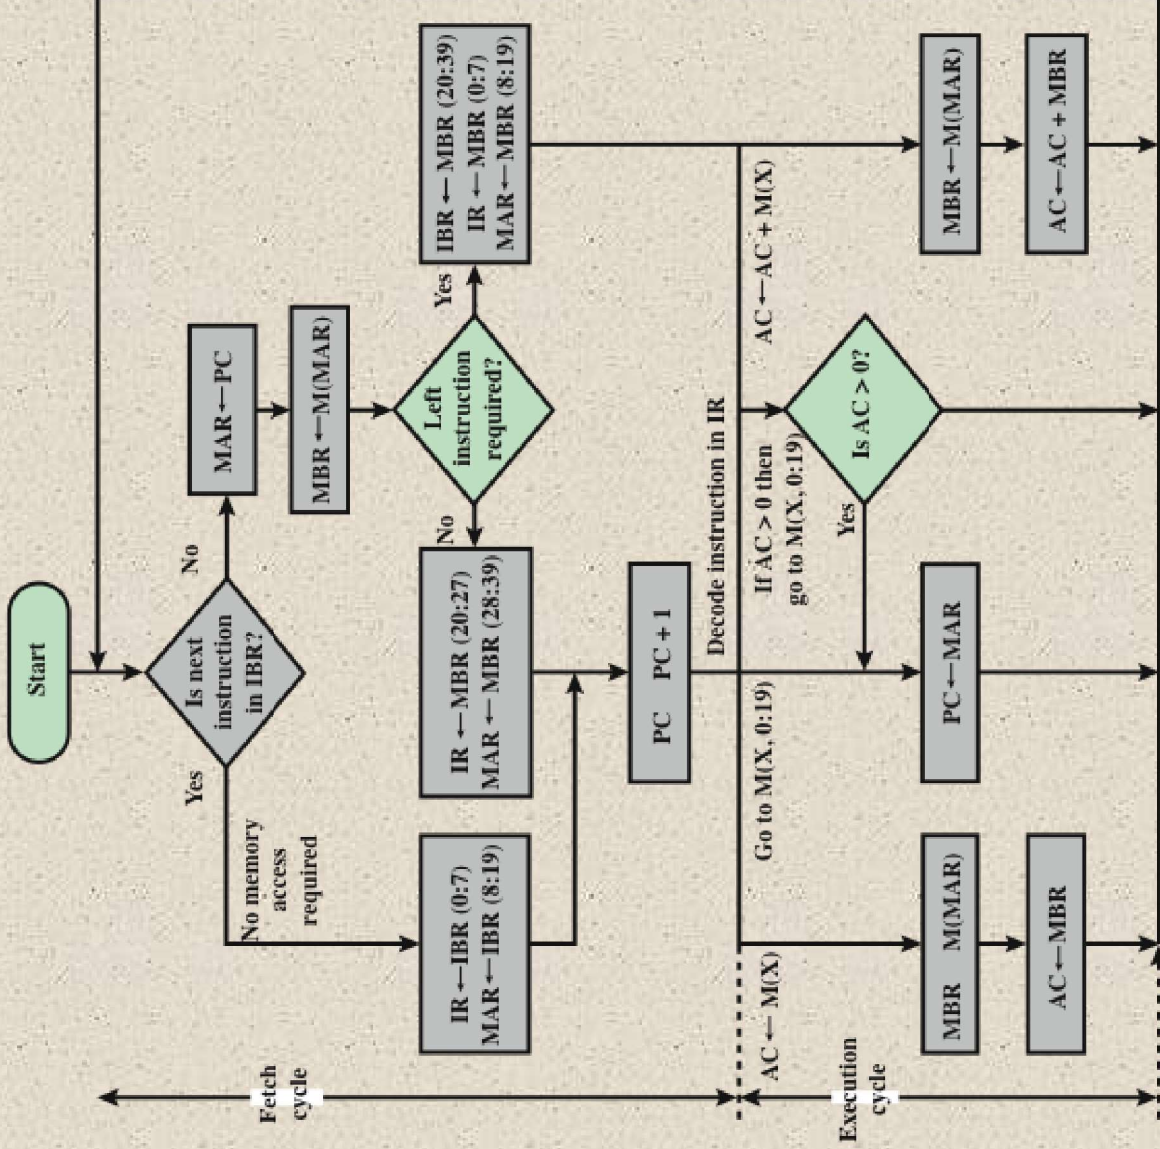 Start
Yes
Is next
instruction
in IBR?
No
MAR ← PC
No memory
access
required
MBR ← M(MAR)
IR ← IBR (0:7)
MAR ← IBR (8:19)
IR ← MBR (20:27)
MAR ← MBR (28:39)
No
Left
instruction
required?
Yes
IBR ← MBR (20:39)
IR ← MBR (0:7)
MAR ← MBR (8:19)
PC PC + 1
Fetch
cycle
Decode instruction in IR
AC ← M(X)
Go to M(X, 0:19)
If AC > 0 then
go to M(X, 0:19)
AC ← AC + M(X)
Yes
Is AC > 0?
Execution
cycle
MBR M(MAR)
PC ← MAR
MBR ← M(MAR)
AC ← MBR
AC ← AC + MBR